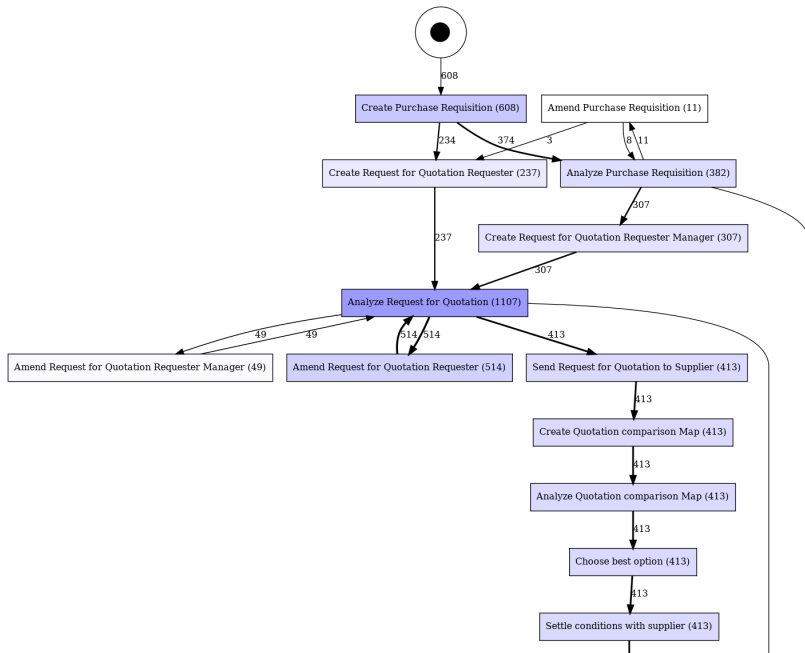 608
Create Purchase Requisition (608)
Amend Purchase Requisition (11)
234
374
3
8
11
Create Request for Quotation Requester (237)
Analyze Purchase Requisition (382)
307
237
Create Request for Quotation Requester Manager (307)
307
Analyze Request for Quotation (1107)
49
49
514
514
413
Amend Request for Quotation Requester Manager (49)
Amend Request for Quotation Requester (514)
Send Request for Quotation to Supplier (413)
413
Create Quotation comparison Map (413)
413
Analyze Quotation comparison Map (413)
413
Choose best option (413)
413
Settle conditions with supplier (413)